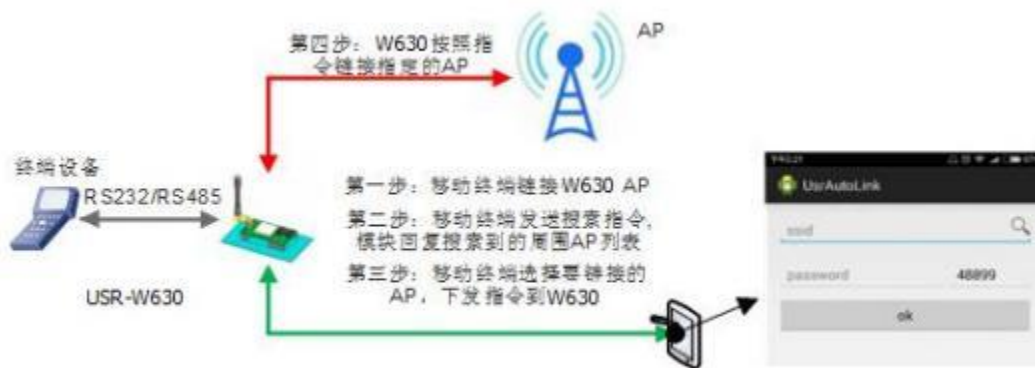 第四步：W630按照指
令链接指定的AP
AP
终端设备
RS232/RS485
USR-W630
第一步：移动终端链接W630 AP
第二步：移动终端发送搜索指令，
模块回复搜索到的周围AP列表
第三步：移动终端选择要链接的
AP，下发指令到W630
UsrAutoLink
ssid
password
48899
ok